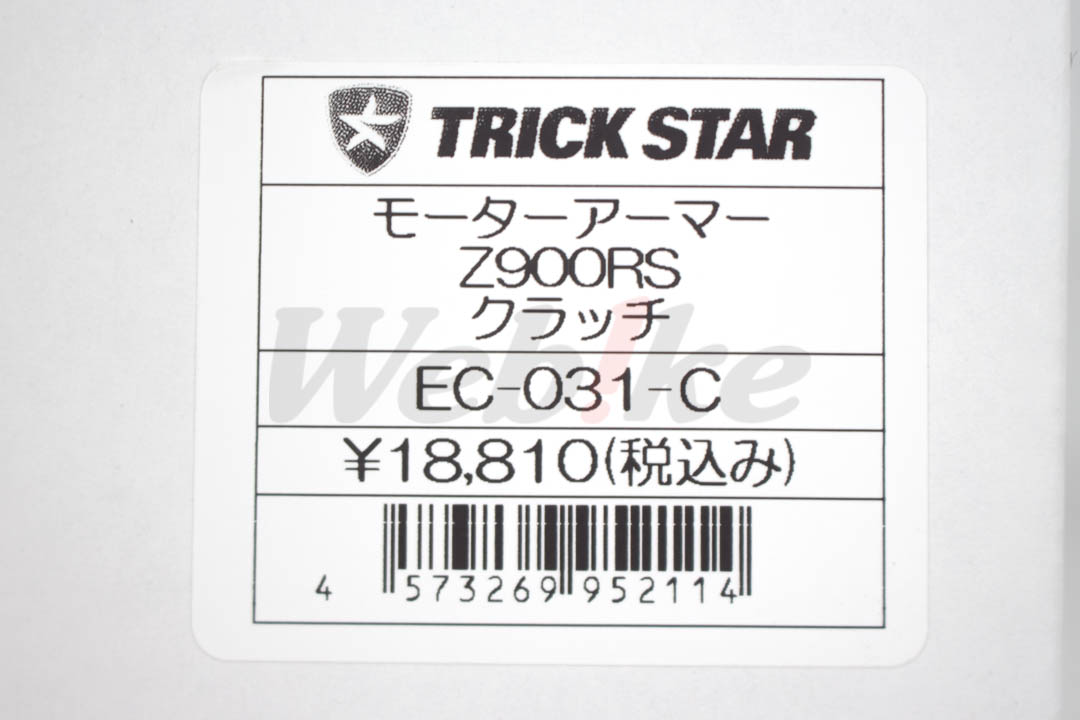 TRICK STAR
モーターアーマー
Z900RS
クラッチ
Webike
EC-031-C
¥18,810(税込み)
4 573269 952114